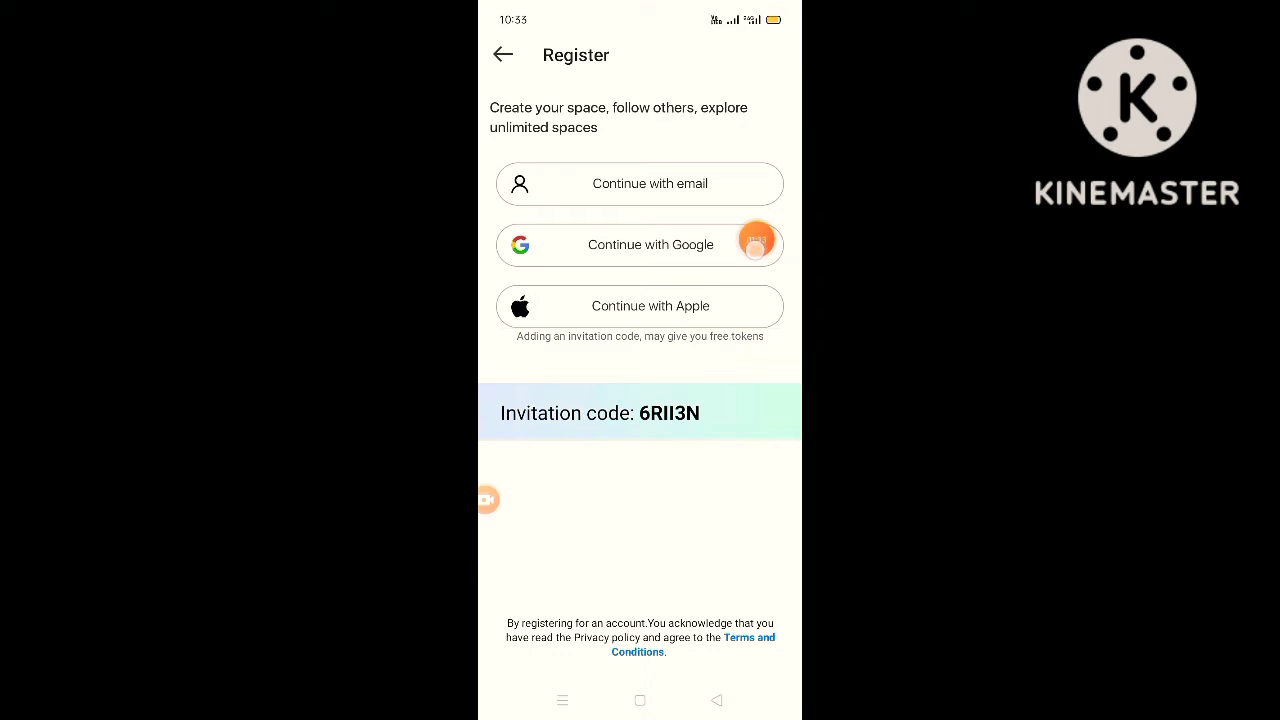 10:33
Register
Create your space, follow others, explore
unlimited spaces
Continue with email
Continue with Google
Continue with Apple
Adding an invitation code, may give you free tokens
Invitation code: 6RII3N
By registering for an account.You acknowledge that you
have read the Privacy policy and agree to the Terms and
Conditions.
K
KINEMASTER